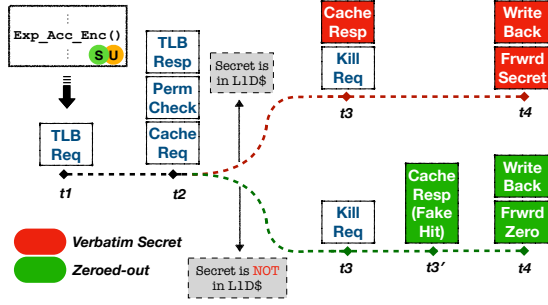 Exp_Acc_Enc()
S U
TLB
Req
t1
TLB
Resp
Perm
Check
Cache
Req
t2
Secret is
in L1D$
Cache
Resp
Kill
Req
t3
Write
Back
Frwrd
Secret
t4
Secret is NOT
in L1D$
Kill
Req
t3
Cache
Resp
(Fake
Hit)
t3'
Write
Back
Frwrd
Zero
t4
Verbatim Secret
Zeroed-out